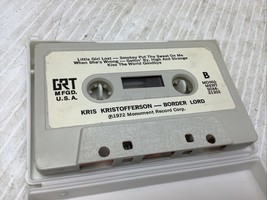 Little Girl Lost — Smokey Put The Sweat On Me
When She's Wrong — Gettin' By, High And Strange
Kiss The World Goodbye
GRT
MFGD.
U.S.A.
B
KRIS KRISTOFFERSON — BORDER LORD
℗1972 Monument Record Corp.